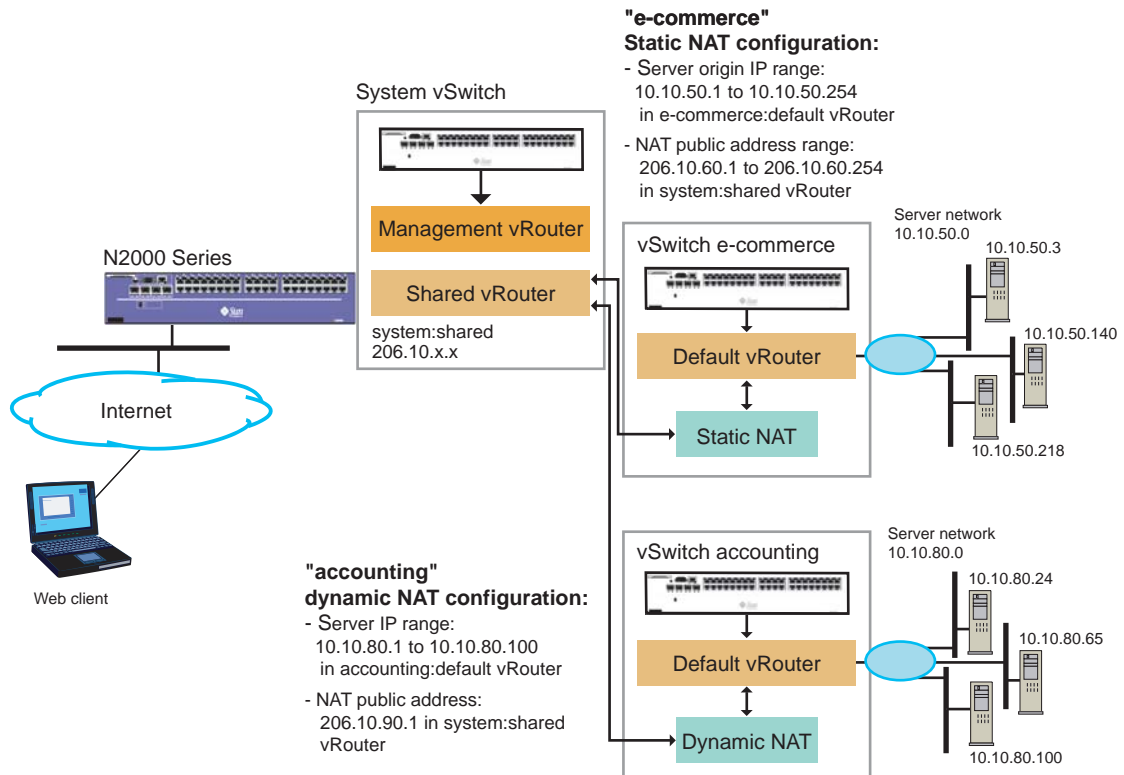 "e-commerce"
Static NAT configuration:
- Server origin IP range:
10.10.50.1 to 10.10.50.254
in e-commerce:default vRouter
- NAT public address range:
206.10.60.1 to 206.10.60.254
in system:shared vRouter
System vSwitch
Management vRouter
Shared vRouter
system:shared
206.10.x.x
N2000 Series
Sun
Internet
Web client
vSwitch e-commerce
Default vRouter
Static NAT
Server network
10.10.50.0
10.10.50.3
10.10.50.140
10.10.50.218
"accounting"
dynamic NAT configuration:
- Server IP range:
10.10.80.1 to 10.10.80.100
in accounting:default vRouter
- NAT public address:
206.10.90.1 in system:shared
vRouter
vSwitch accounting
Default vRouter
Dynamic NAT
Server network
10.10.80.0
10.10.80.24
10.10.80.65
10.10.80.100